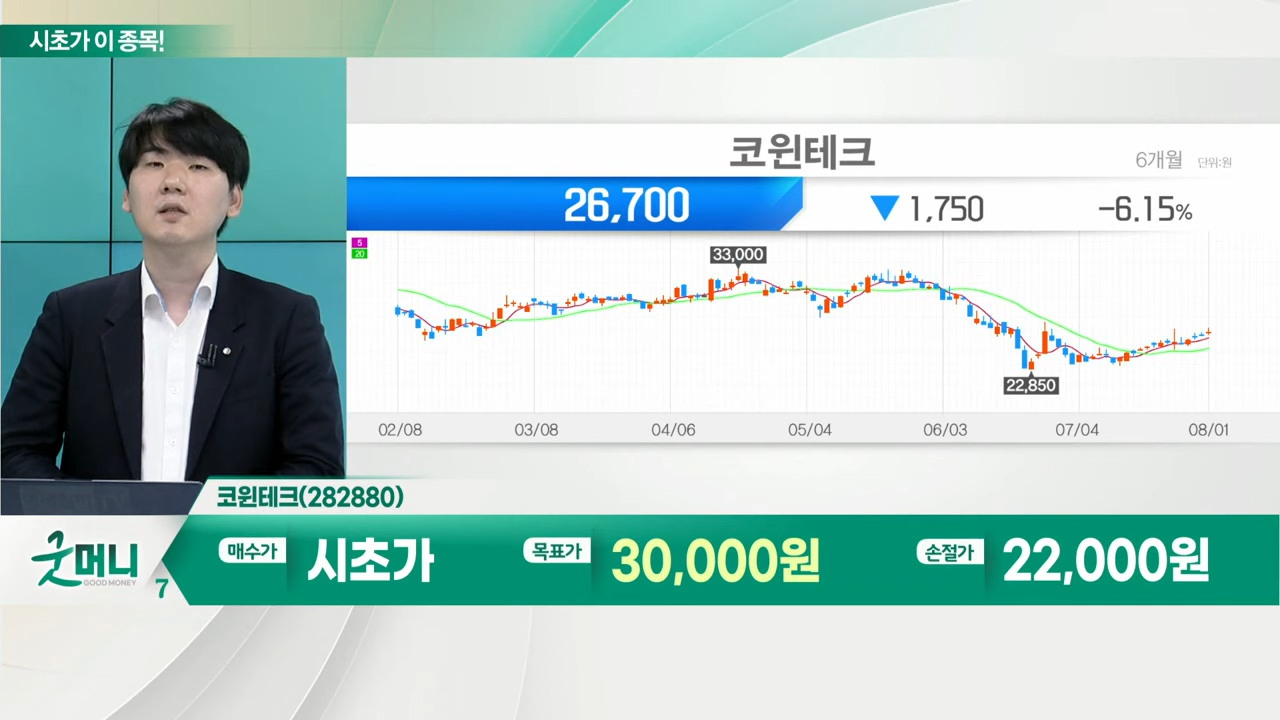 시초가 이 종목!
코윈테크
6개월 단위:원
26,700 ▼ 1,750 -6.15%
5
20
33,000
22,850
02/08 03/08 04/06 05/04 06/03 07/04 08/01
코윈테크(282880)
굿머니
GOOD MONEY
7
매수가 시초가 목표가 30,000원 손절가 22,000원